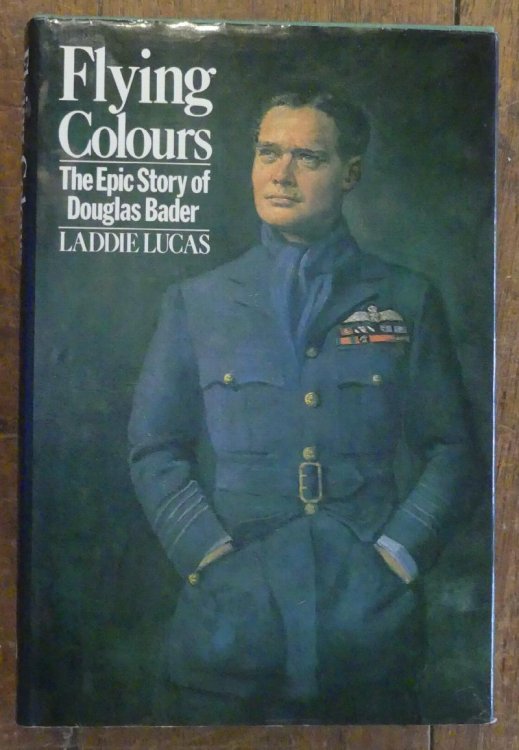 Flying
Colours
The Epic Story of
Douglas Bader
LADDIE LUCAS